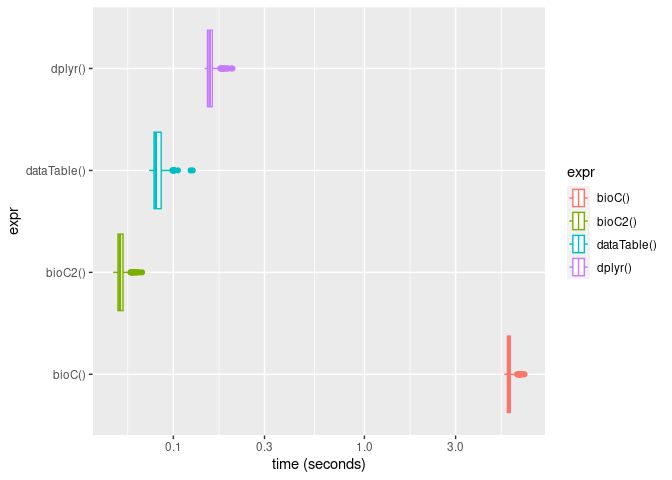 dplyr()
dataTable()
bioC2()
bioC()
expr
0.1 0.3 1.0 3.0
time (seconds)
expr
bioC()
bioC2()
dataTable()
dplyr()